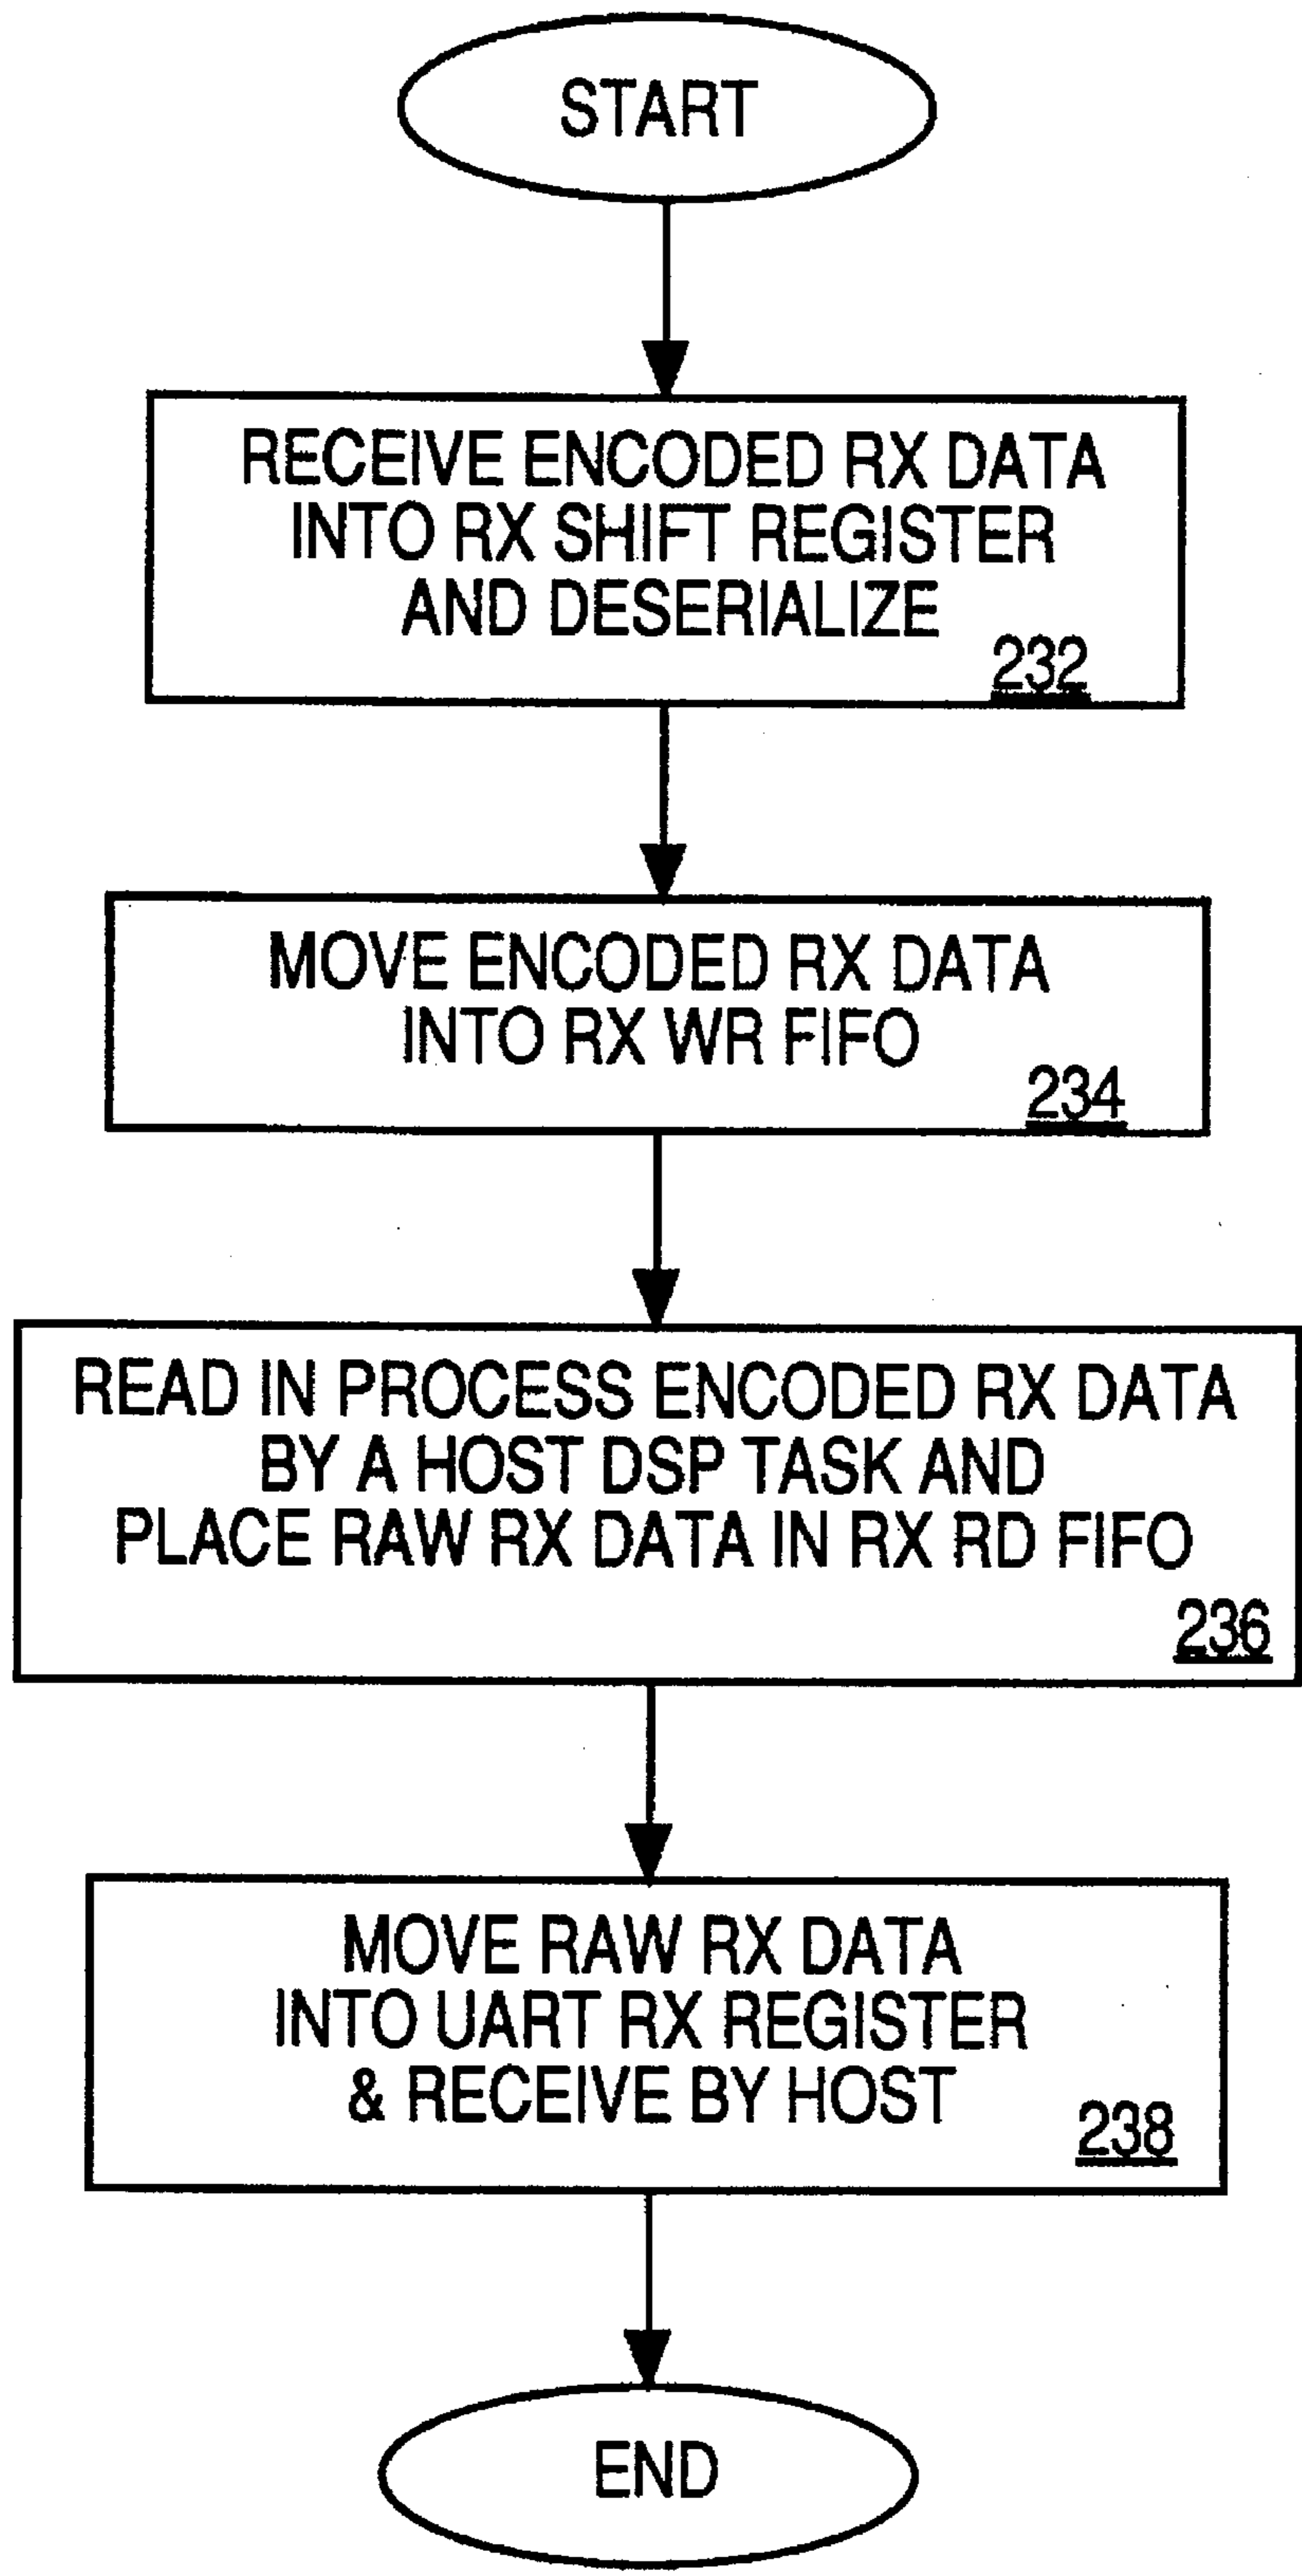 START
RECEIVE ENCODED RX DATA
INTO RX SHIFT REGISTER
AND DESERIALIZE
232
MOVE ENCODED RX DATA
INTO RX WR FIFO
234
READ IN PROCESS ENCODED RX DATA
BY A HOST DSP TASK AND
PLACE RAW RX DATA IN RX RD FIFO
236
MOVE RAW RX DATA
INTO UART RX REGISTER
& RECEIVE BY HOST
238
END